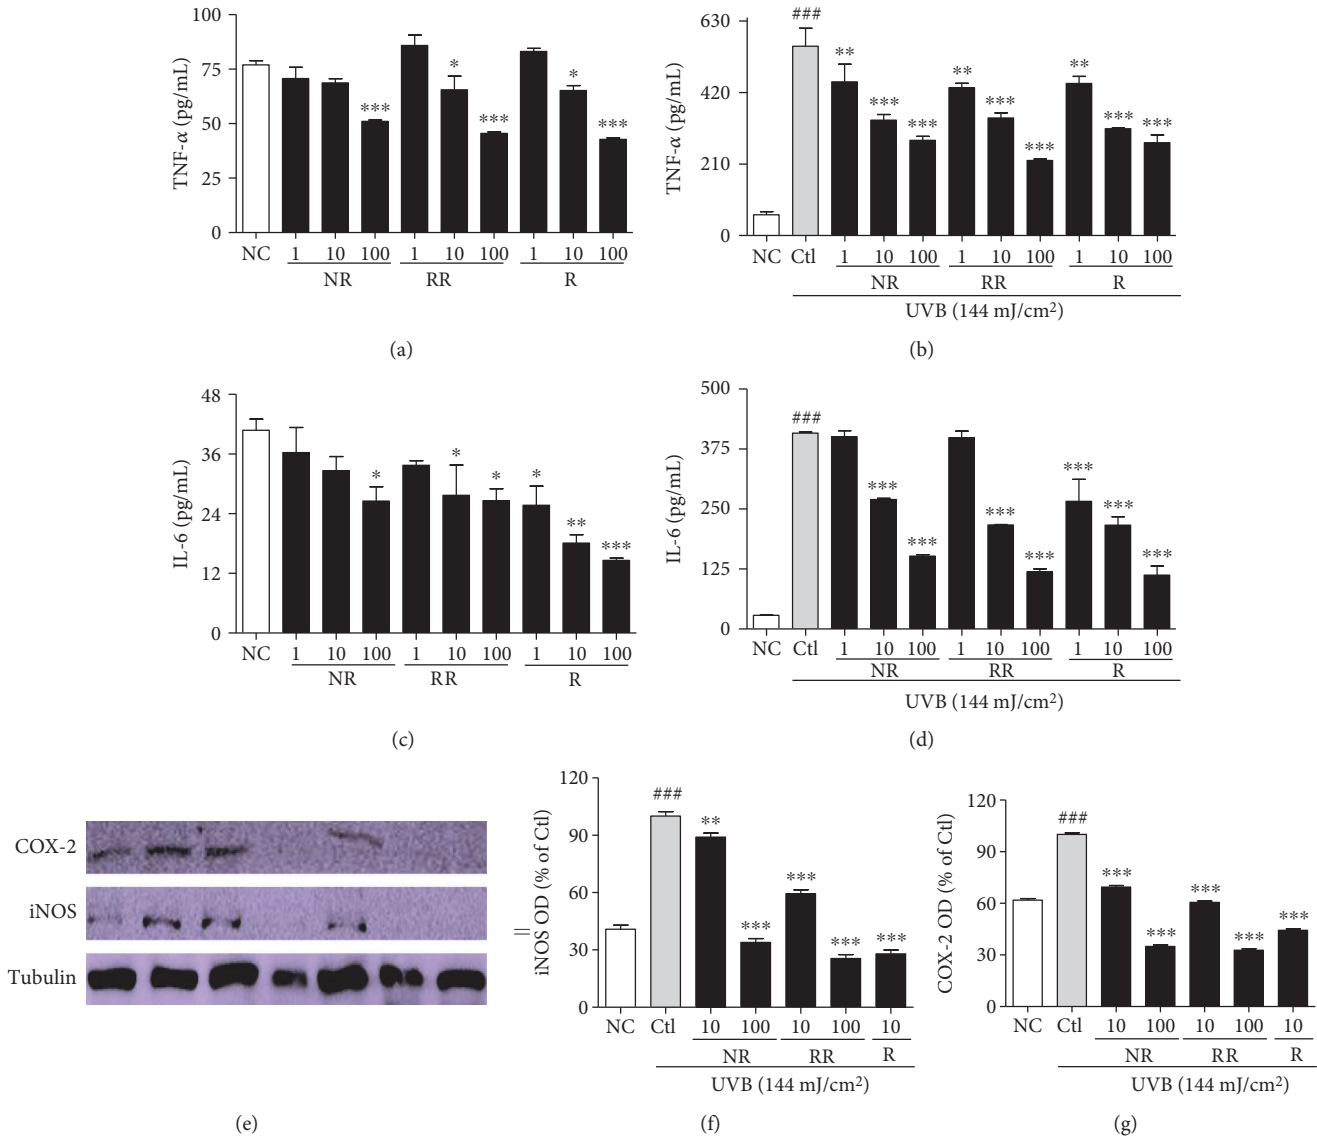 100
75
50
25
0
TNF-α (pg/mL)
***
*
***
*
***
NC 1 10 100 1 10 100 1 10 100
NR RR R
(a)
630
420
210
0
TNF-α (pg/mL)
###
**
***
***
**
***
***
**
***
***
NC Ctl 1 10 100 1 10 100 1 10 100
NR RR R
UVB (144 mJ/cm²)
(b)
48
36
24
12
0
IL-6 (pg/mL)
*
*
*
*
**
***
NC 1 10 100 1 10 100 1 10 100
NR RR R
(c)
500
375
250
125
0
IL-6 (pg/mL)
###
***
***
***
***
***
***
***
NC Ctl 1 10 100 1 10 100 1 10 100
NR RR R
UVB (144 mJ/cm²)
(d)
COX-2
iNOS
Tubulin
(e)
120
90
60
30
0
iNOS OD (% of Ctl)
###
**
***
***
***
***
NC Ctl 10 100 10 100 10
NR RR R
UVB (144 mJ/cm²)
(f)
120
90
60
30
0
COX-2 OD (% of Ctl)
###
***
***
***
***
***
NC Ctl 10 100 10 100 10
NR RR R
UVB (144 mJ/cm²)
(g)